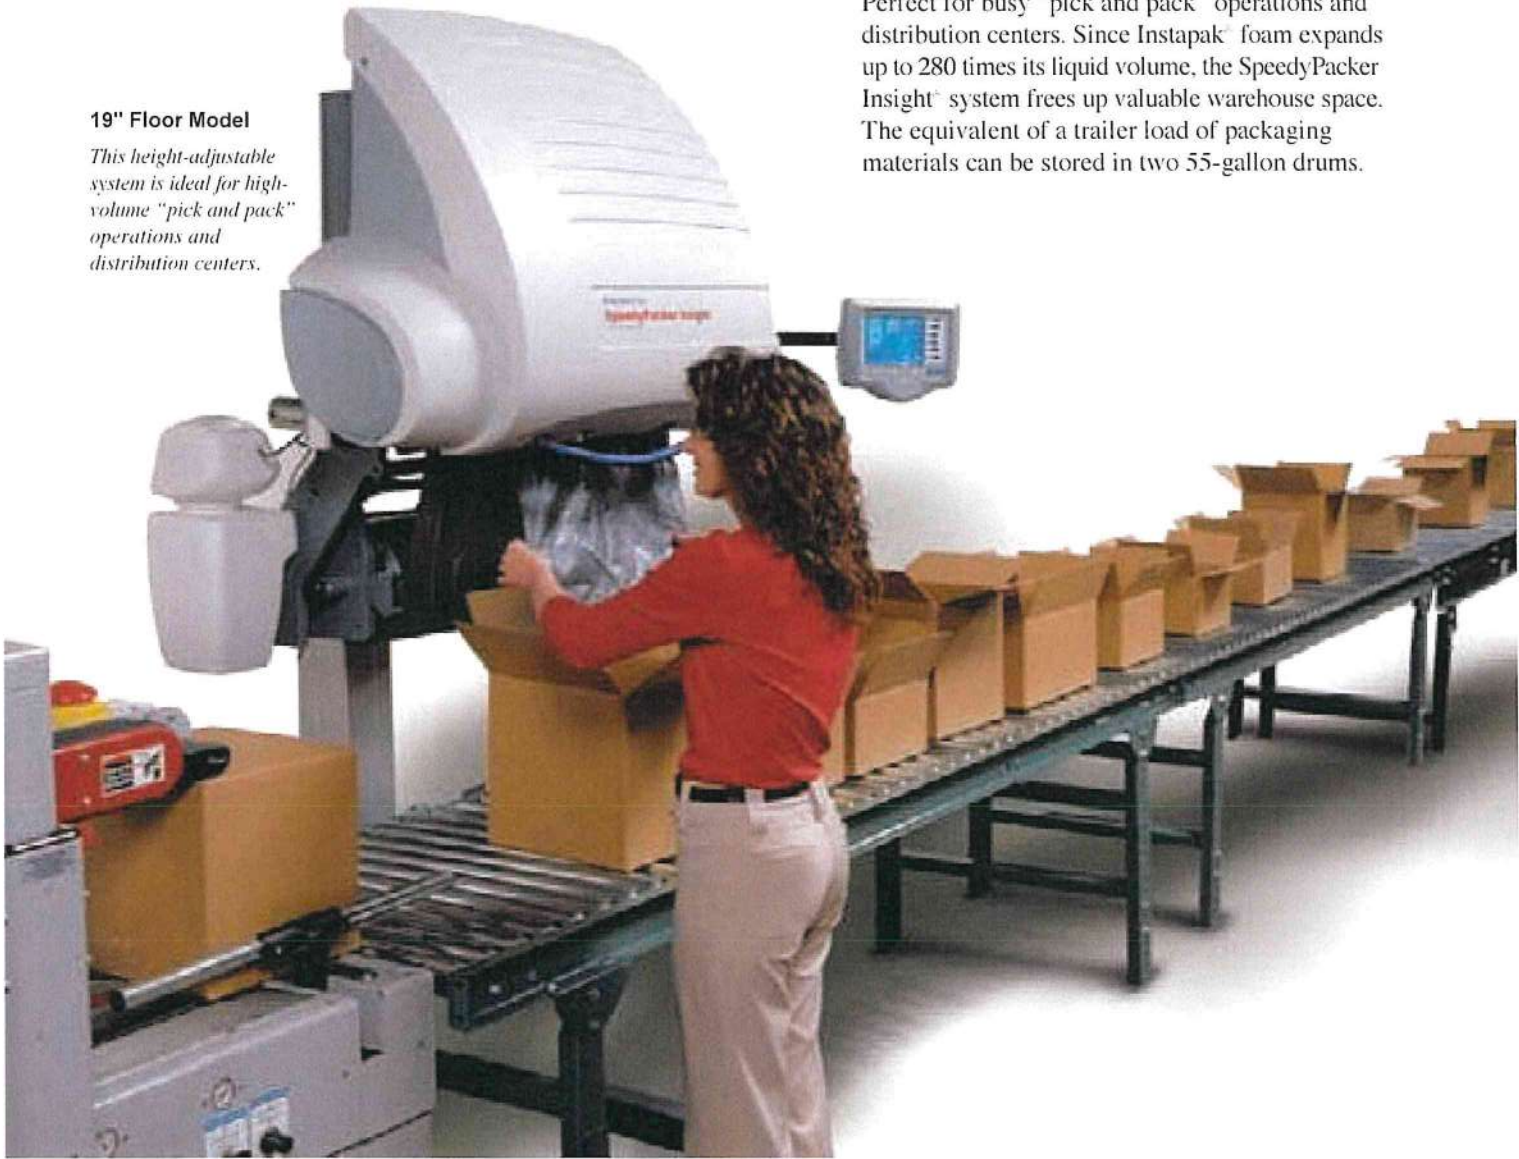 Perfect for busy "pick and pack" operations and
distribution centers. Since Instapak foam expands
up to 280 times its liquid volume, the SpeedyPacker
Insight system frees up valuable warehouse space.
The equivalent of a trailer load of packaging
materials can be stored in two 55-gallon drums.
19" Floor Model
This height-adjustable
system is ideal for high-
volume "pick and pack"
operations and
distribution centers.
SpeedyPacker Insight